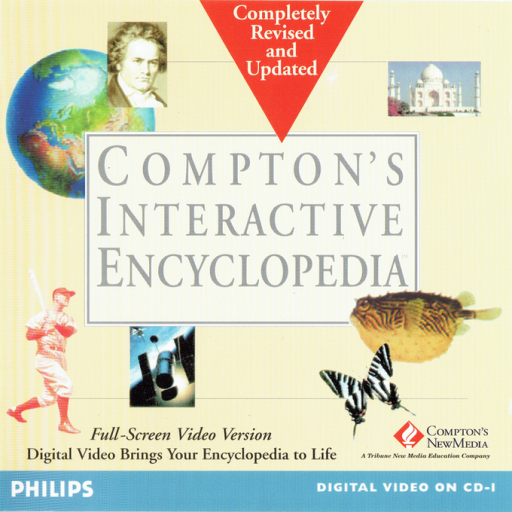 Completely
Revised
and
Updated
COMPTON'S
INTERACTIVE
ENCYCLOPEDIA™
Full-Screen Video Version
Digital Video Brings Your Encyclopedia to Life
COMPTON'S
NEWMEDIA
A Tribune New Media Education Company
PHILIPS
DIGITAL VIDEO ON CD-I